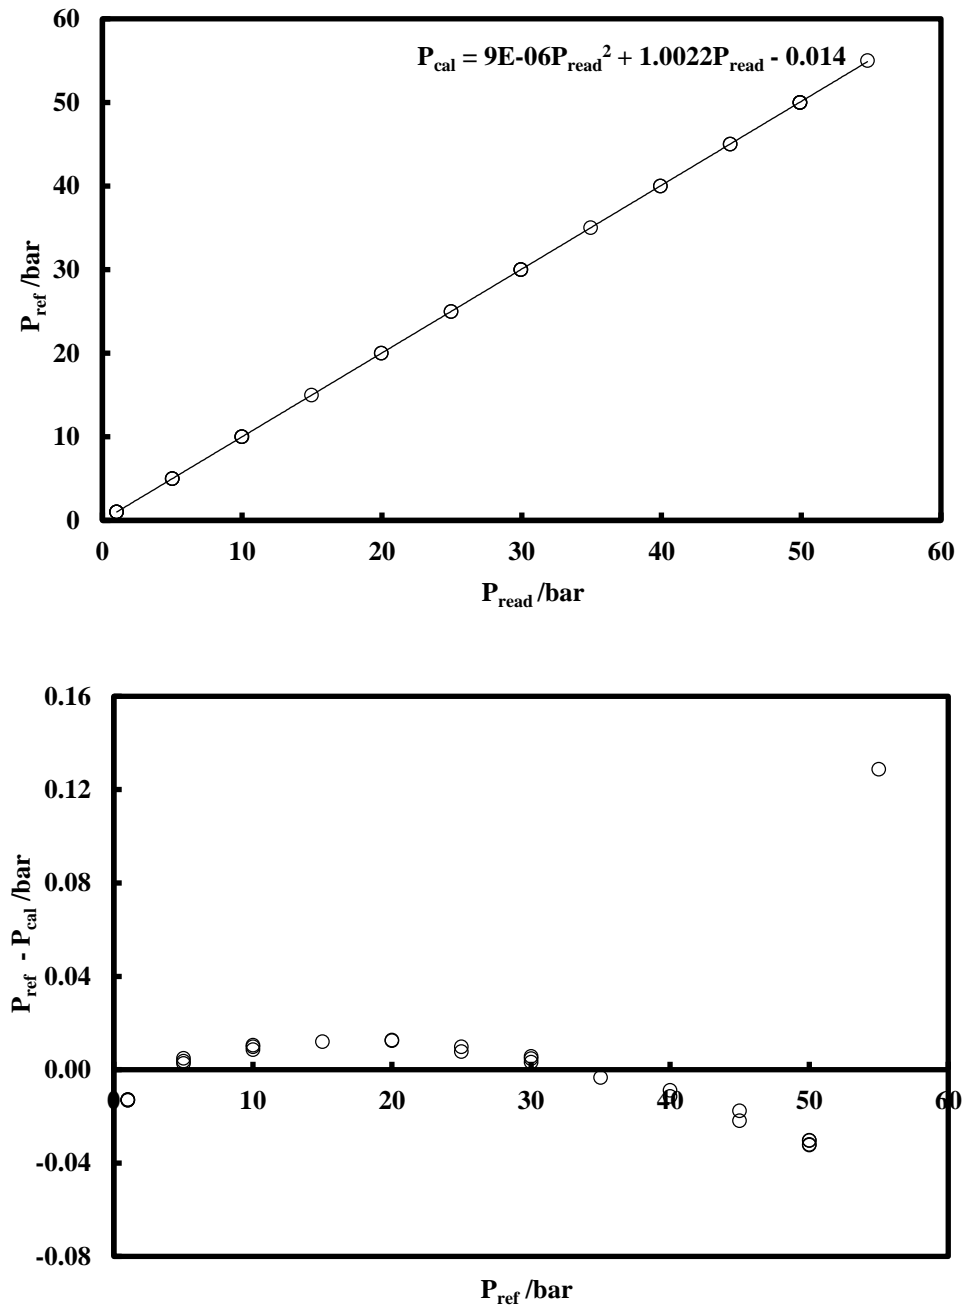 60
P_cal = 9E-06P_read² + 1.0022P_read - 0.014
50
40
30
20
10
0
P_ref /bar
0 10 20 30 40 50 60
P_read /bar
0.16
0.12
0.08
0.04
0.00
-0.04
-0.08
P_ref - P_cal /bar
0 10 20 30 40 50 60
P_ref /bar